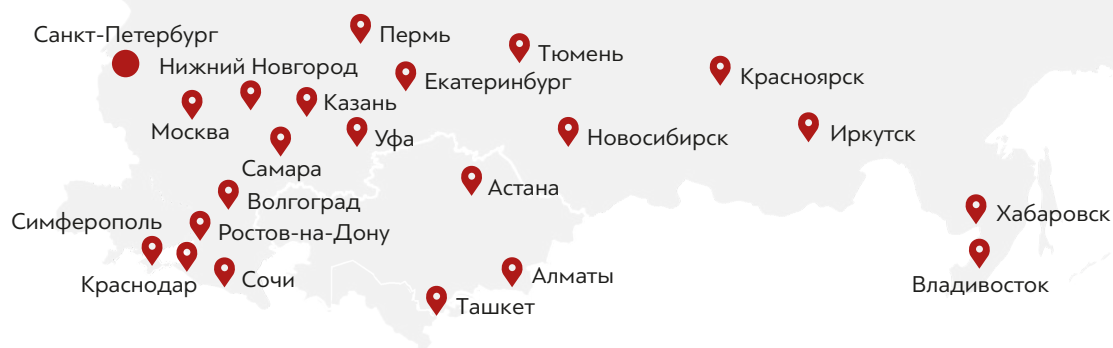 Санкт-Петербург
Пермь
Тюмень
Нижний Новгород
Екатеринбург
Красноярск
Казань
Москва
Уфа
Новосибирск
Иркутск
Самара
Астана
Волгоград
Хабаровск
Симферополь
Ростов-на-Дону
Краснодар
Сочи
Алматы
Владивосток
Ташкет